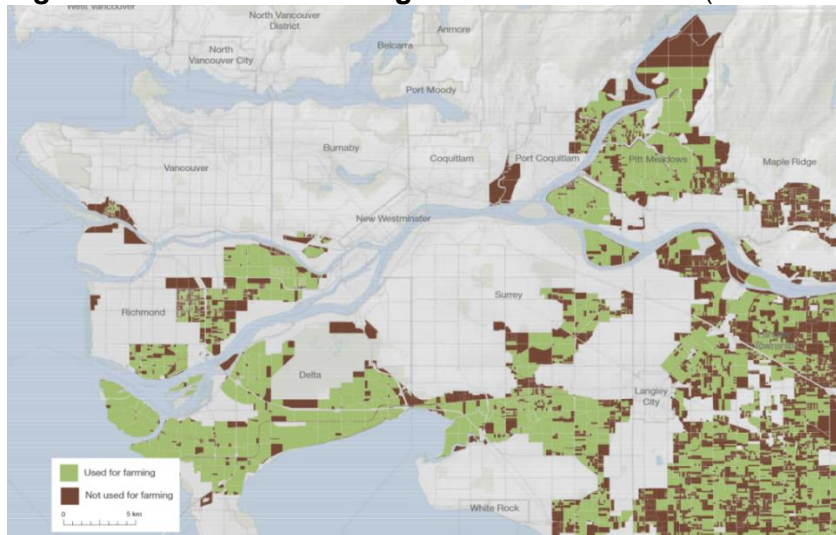 West Vancouver
North Vancouver
District
Anmore
North
Vancouver City
Belcarra
Port Moody
Burnaby
Coquitlam
Port Coquitlam
Pitt Meadows
Maple Ridge
Vancouver
New Westminster
Richmond
Surrey
Delta
Langley
City
Used for farming
Not used for farming
0 5 km
White Rock